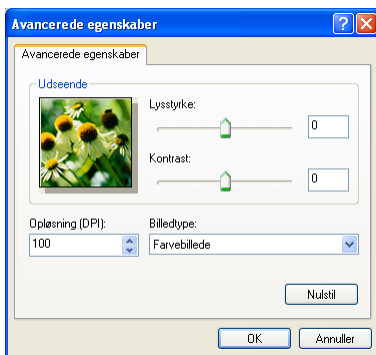 Avancerede egenskaber
Avancerede egenskaber
Udseende
Lysstyrke:
0
Kontrast:
0
Opløsning (DPI):
100
Billedtype:
Farvebillede
Nulstil
OK
Annuller